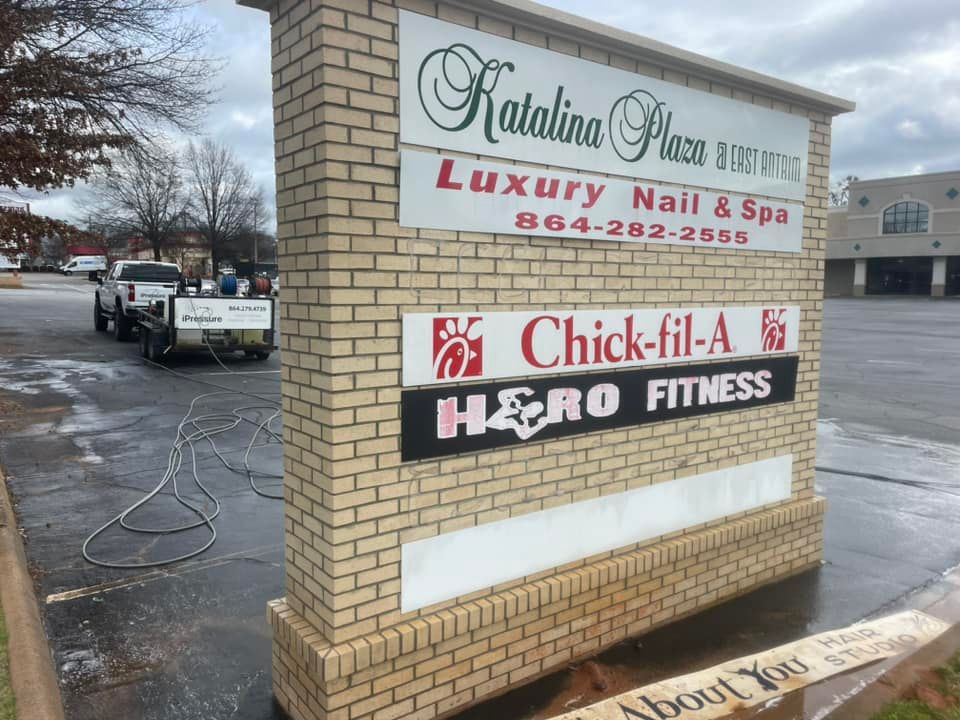 Katalina Plaza @ EAST ANTRIM
Luxury Nail & Spa
864-282-2555
Chick-fil-A
HERO FITNESS
iPressure
864.279.4739
iPressure
About You HAIR
STUDIO